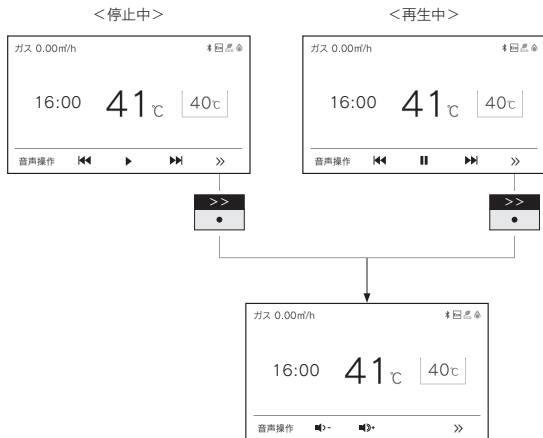 ＜停止中＞
＜再生中＞
ガス 0.00㎥/h
16:00 41℃ 40℃
音声操作 ⏮ ▶ ⏭ >>
ガス 0.00㎥/h
16:00 41℃ 40℃
音声操作 ⏮ ⏸ ⏭ >>
>>
>>
ガス 0.00㎥/h
16:00 41℃ 40℃
音声操作 - + >>